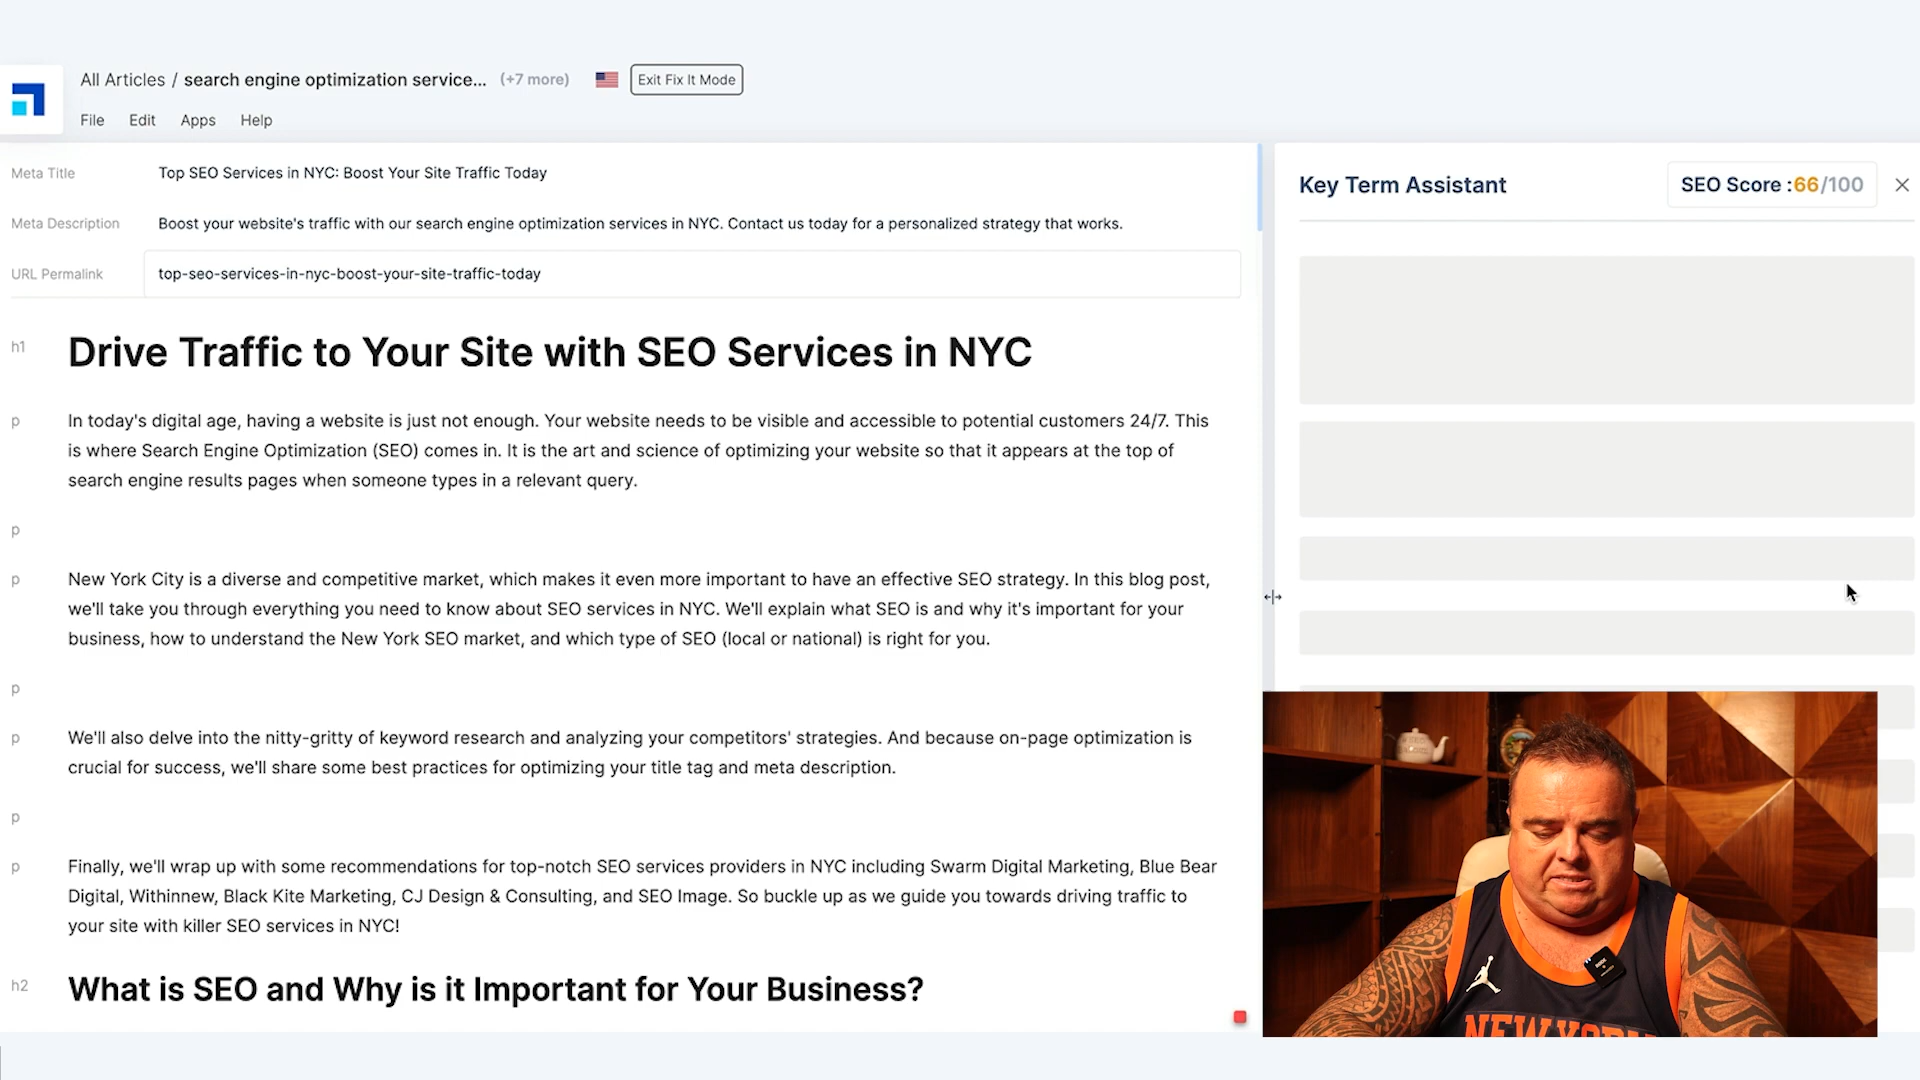 All Articles / search engine optimization service... (+7 more) Exit Fix It Mode
File Edit Apps Help
Meta Title Top SEO Services in NYC: Boost Your Site Traffic Today
Meta Description Boost your website's traffic with our search engine optimization services in NYC. Contact us today for a personalized strategy that works.
URL Permalink top-seo-services-in-nyc-boost-your-site-traffic-today
h1 Drive Traffic to Your Site with SEO Services in NYC
p In today's digital age, having a website is just not enough. Your website needs to be visible and accessible to potential customers 24/7. This
is where Search Engine Optimization (SEO) comes in. It is the art and science of optimizing your website so that it appears at the top of
search engine results pages when someone types in a relevant query.
p
p New York City is a diverse and competitive market, which makes it even more important to have an effective SEO strategy. In this blog post,
we'll take you through everything you need to know about SEO services in NYC. We'll explain what SEO is and why it's important for your
business, how to understand the New York SEO market, and which type of SEO (local or national) is right for you.
p
p We'll also delve into the nitty-gritty of keyword research and analyzing your competitors' strategies. And because on-page optimization is
crucial for success, we'll share some best practices for optimizing your title tag and meta description.
p
p Finally, we'll wrap up with some recommendations for top-notch SEO services providers in NYC including Swarm Digital Marketing, Blue Bear
Digital, Withinnew, Black Kite Marketing, CJ Design & Consulting, and SEO Image. So buckle up as we guide you towards driving traffic to
your site with killer SEO services in NYC!
h2 What is SEO and Why is it Important for Your Business?
Key Term Assistant SEO Score :66/100
NEW YORK